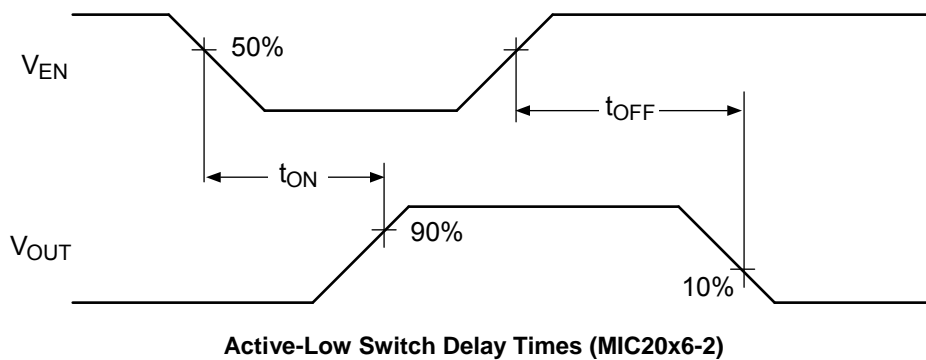 50%
V_EN
t_OFF
t_ON
90%
V_OUT
10%
Active-Low Switch Delay Times (MIC20x6-2)